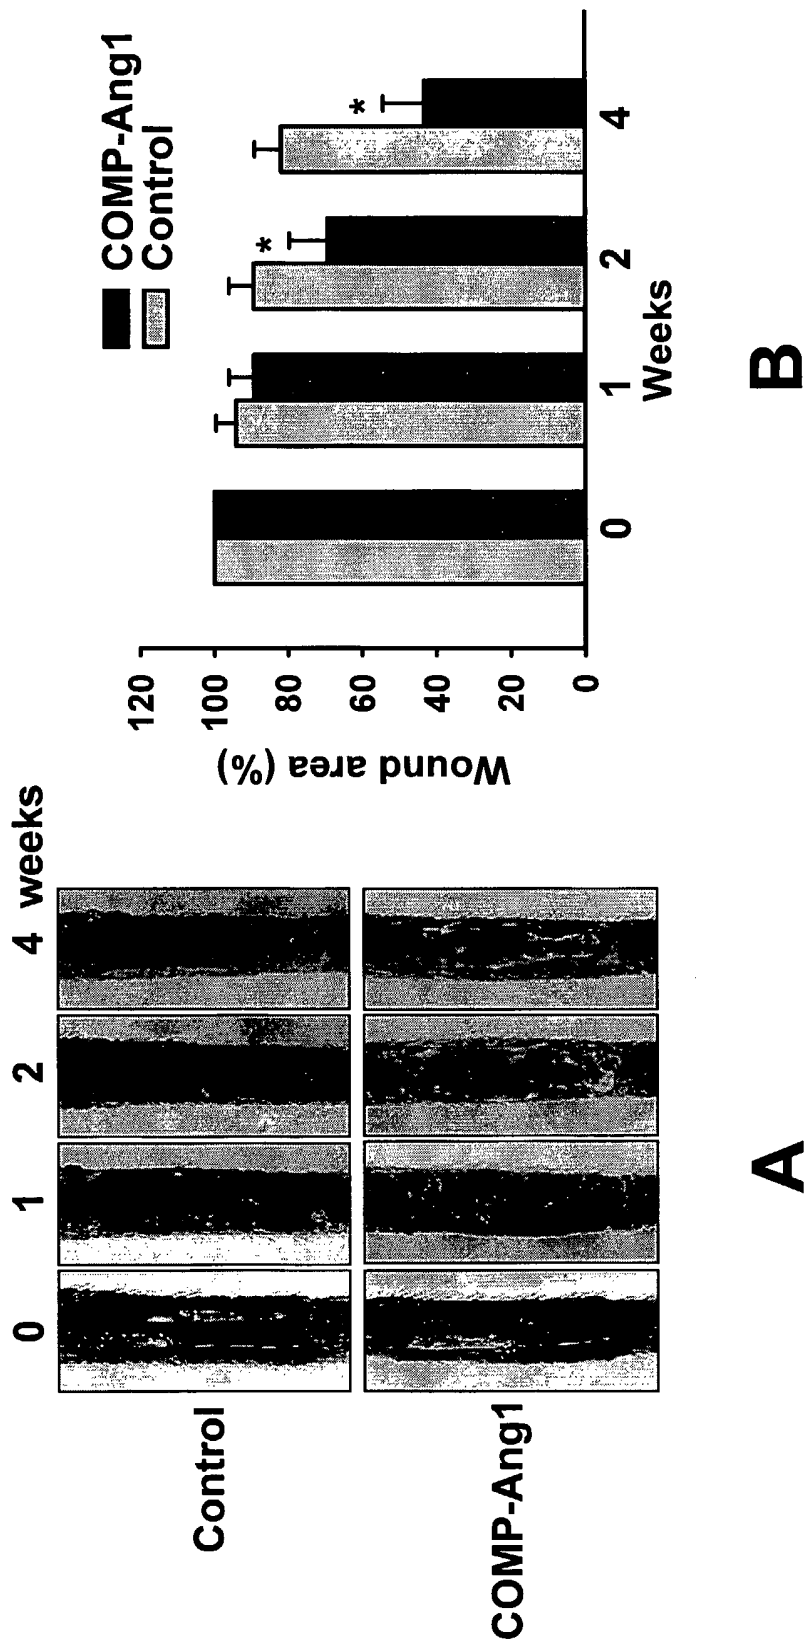 0 1 2 4 weeks
Control
COMP-Ang1
A
COMP-Ang1
Control
Wound area (%)
120
100
80
60
40
20
0
* *
0 1 2 4
Weeks
B